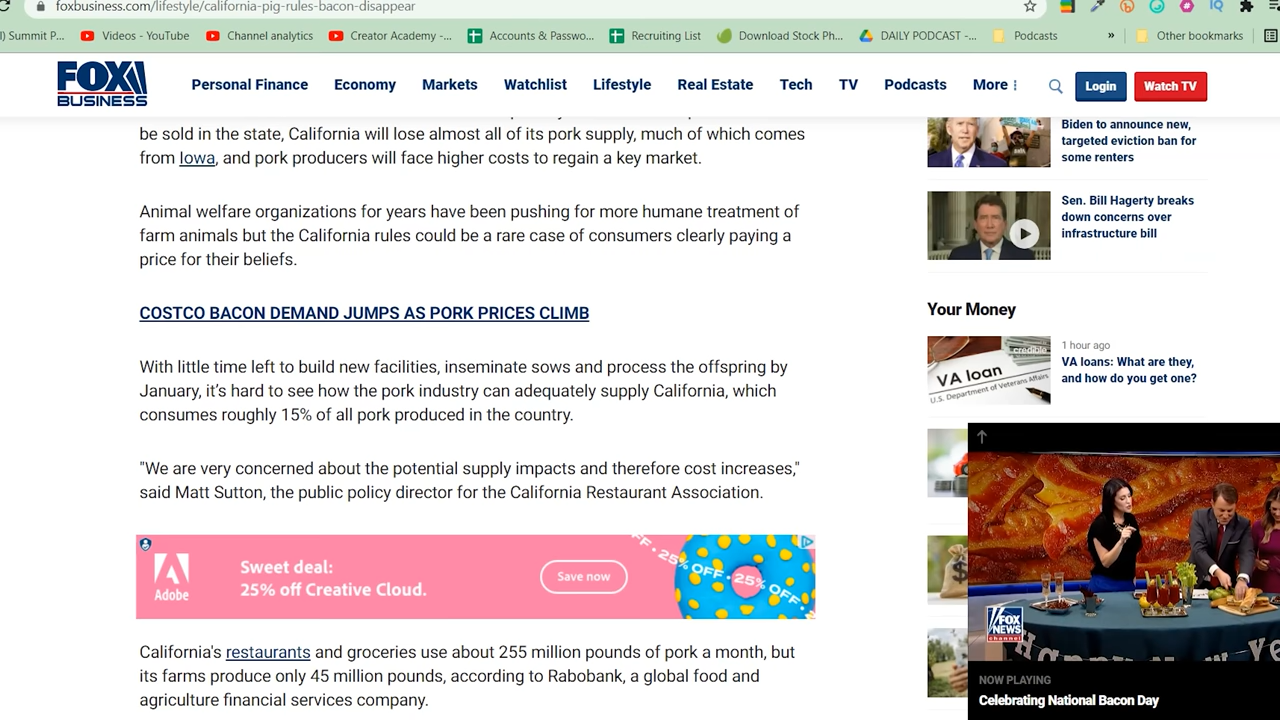 foxbusiness.com/lifestyle/california-pig-rules-bacon-disappear
) Summit P... Videos - YouTube Channel analytics Creator Academy -... Accounts & Passwo... Recruiting List Download Stock Ph... DAILY PODCAST -... Podcasts » Other bookmarks
FOX
BUSINESS
Personal Finance Economy Markets Watchlist Lifestyle Real Estate Tech TV Podcasts More Login Watch TV
be sold in the state, California will lose almost all of its pork supply, much of which comes
from Iowa, and pork producers will face higher costs to regain a key market.
Animal welfare organizations for years have been pushing for more humane treatment of
farm animals but the California rules could be a rare case of consumers clearly paying a
price for their beliefs.
COSTCO BACON DEMAND JUMPS AS PORK PRICES CLIMB
With little time left to build new facilities, inseminate sows and process the offspring by
January, it's hard to see how the pork industry can adequately supply California, which
consumes roughly 15% of all pork produced in the country.
"We are very concerned about the potential supply impacts and therefore cost increases,"
said Matt Sutton, the public policy director for the California Restaurant Association.
Adobe
Sweet deal:
25% off Creative Cloud.
Save now
OFF • 25% OFF • 25% OFF •
California's restaurants and groceries use about 255 million pounds of pork a month, but
its farms produce only 45 million pounds, according to Rabobank, a global food and
agriculture financial services company.
Biden to announce new,
targeted eviction ban for
some renters
Sen. Bill Hagerty breaks
down concerns over
infrastructure bill
Your Money
credible
VA loan
U.S. Department of Veterans Affairs
1 hour ago
VA loans: What are they,
and how do you get one?
FOX
NEWS
channel
Happy New Ye
NOW PLAYING
Celebrating National Bacon Day